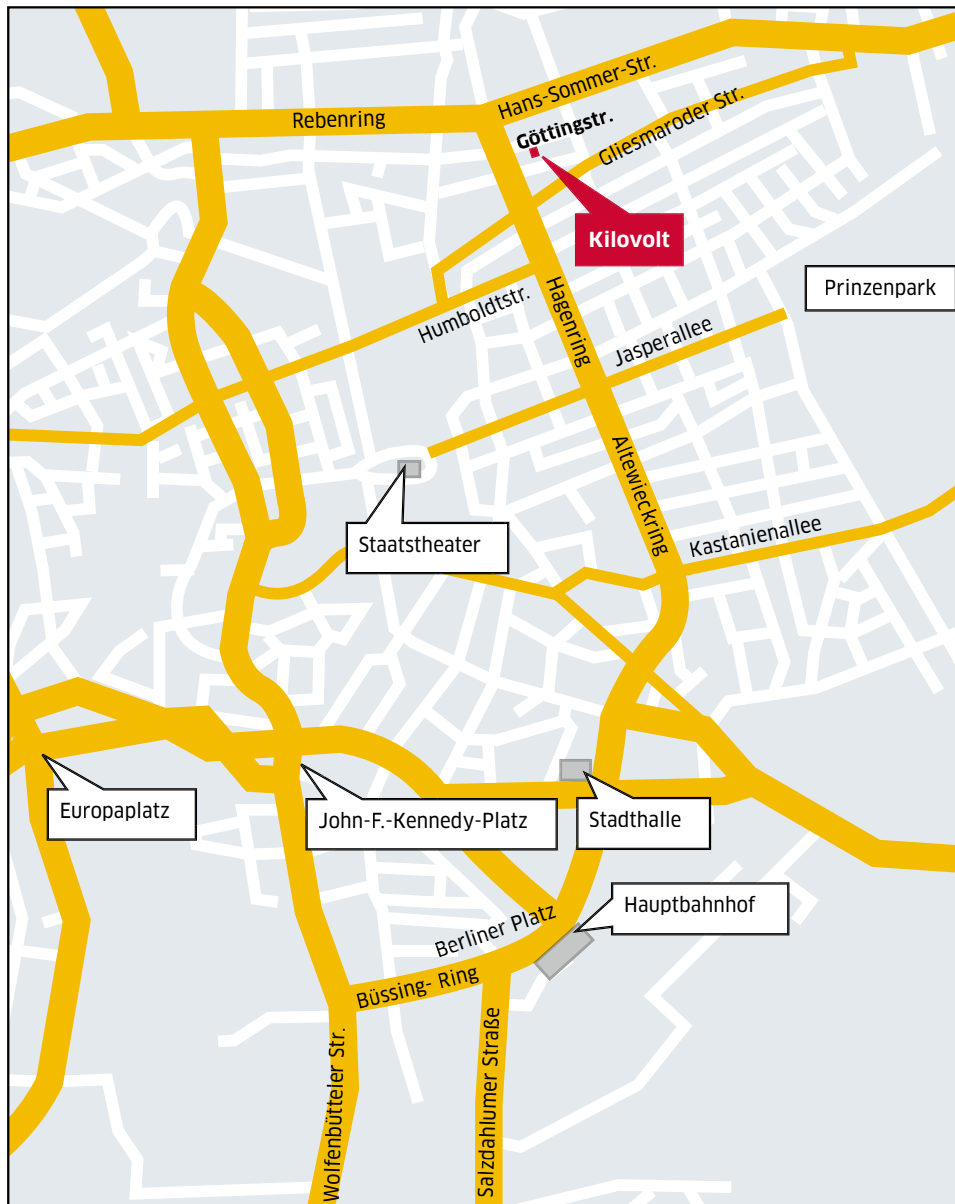 Hans-Sommer-Str.
Rebenring
Göttingstr.
Gliesmaroder Str.
Kilovolt
Prinzenpark
Humboldtstr.
Hagenring
Jasperallee
Altewieckring
Staatstheater
Kastanienallee
Europaplatz
John-F.-Kennedy-Platz
Stadthalle
Hauptbahnhof
Berliner Platz
Büssing- Ring
Wolfenbütteler Str.
Salzdahlumer Straße